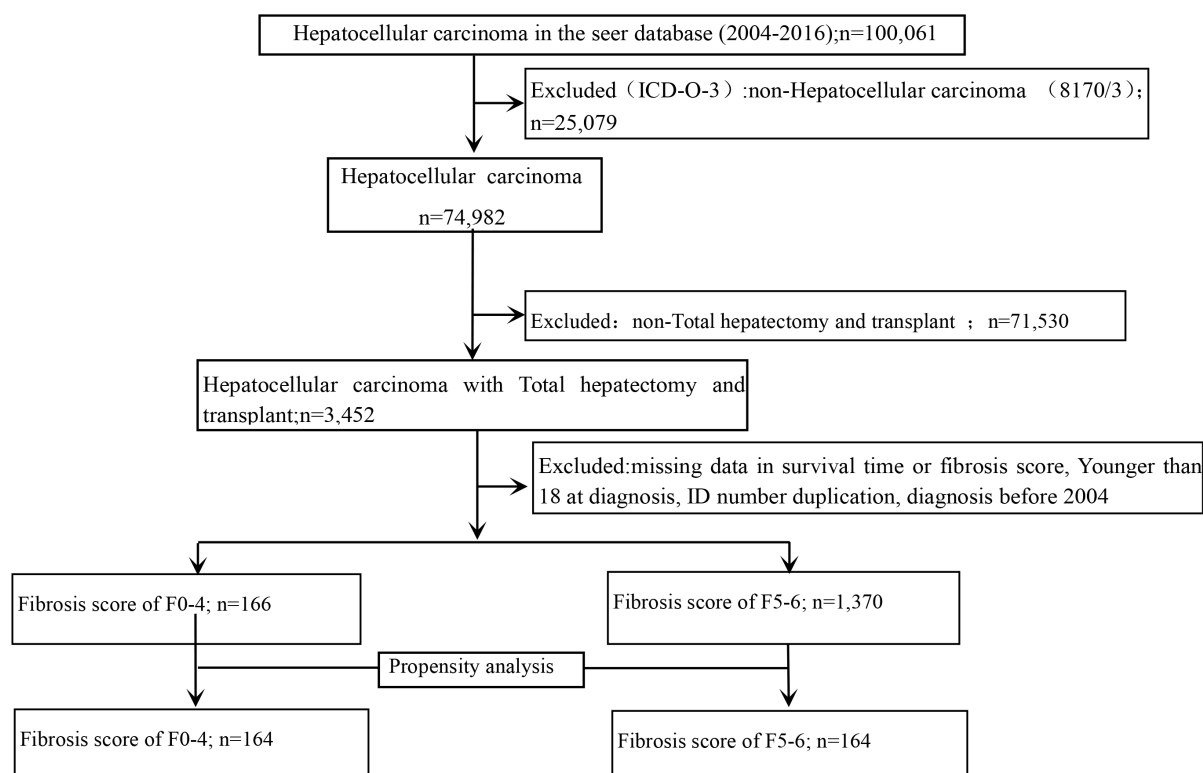 Hepatocellular carcinoma in the seer database (2004-2016);n=100,061
Excluded（ICD-O-3）:non-Hepatocellular carcinoma （8170/3）;
n=25,079
Hepatocellular carcinoma
n=74,982
Excluded：non-Total hepatectomy and transplant ；n=71,530
Hepatocellular carcinoma with Total hepatectomy and
transplant;n=3,452
Excluded:missing data in survival time or fibrosis score, Younger than
18 at diagnosis, ID number duplication, diagnosis before 2004
Fibrosis score of F0-4; n=166
Fibrosis score of F5-6; n=1,370
Propensity analysis
Fibrosis score of F0-4; n=164
Fibrosis score of F5-6; n=164